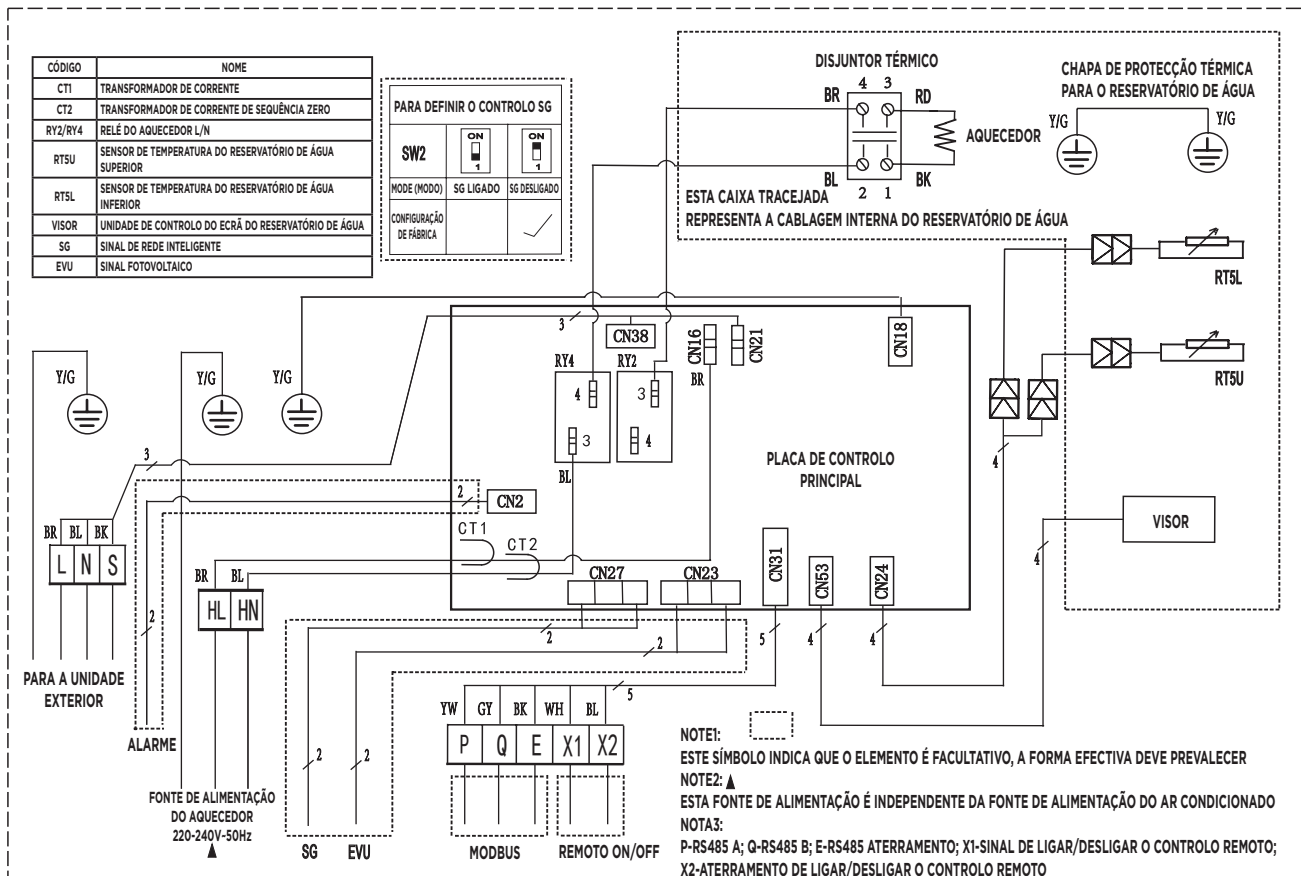 CÓDIGO NOME
CT1 TRANSFORMADOR DE CORRENTE
CT2 TRANSFORMADOR DE CORRENTE DE SEQUÊNCIA ZERO
RY2/RY4 RELÉ DO AQUECEDOR L/N
RT5U SENSOR DE TEMPERATURA DO RESERVATÓRIO DE ÁGUA
SUPERIOR
RT5L SENSOR DE TEMPERATURA DO RESERVATÓRIO DE ÁGUA
INFERIOR
VISOR UNIDADE DE CONTROLO DO ECRÃ DO RESERVATÓRIO DE ÁGUA
SG SINAL DE REDE INTELIGENTE
EVU SINAL FOTOVOLTAICO
PARA DEFINIR O CONTROLO SG
SW2 ON 1 ON 1
MODE (MODO) SG LIGADO SG DESLIGADO
CONFIGURAÇÃO
DE FÁBRICA
DISJUNTOR TÉRMICO
4 3
BR RD
AQUECEDOR
BL BK
2 1
CHAPA DE PROTECÇÃO TÉRMICA
PARA O RESERVATÓRIO DE ÁGUA
Y/G Y/G
ESTA CAIXA TRACEJADA
REPRESENTA A CABLAGEM INTERNA DO RESERVATÓRIO DE ÁGUA
RT5L
RT5U
Y/G Y/G Y/G
3
CN38
CN16
CN21
CN18
BR
RY4 RY2
4 3
3 4
BL
PLACA DE CONTROLO
PRINCIPAL
3
2
CN2
CT1
CT2
BR BL BK
L N S
BR BL
HL HN
CN27 CN23
CN31
CN53
CN24
4
4
VISOR
2
2
2
5
4
4
PARA A UNIDADE
EXTERIOR
ALARME
FONTE DE ALIMENTAÇÃO
DO AQUECEDOR
220-240V~50Hz
2
2
SG EVU
5
YW GY BK WH BL
P Q E X1 X2
MODBUS REMOTO ON/OFF
NOTE1:
ESTE SÍMBOLO INDICA QUE O ELEMENTO É FACULTATIVO, A FORMA EFECTIVA DEVE PREVALECER
NOTE2: ▲
ESTA FONTE DE ALIMENTAÇÃO É INDEPENDENTE DA FONTE DE ALIMENTAÇÃO DO AR CONDICIONADO
NOTA3:
P-RS485 A; Q-RS485 B; E-RS485 ATERRAMENTO; X1-SINAL DE LIGAR/DESLIGAR O CONTROLO REMOTO;
X2-ATERRAMENTO DE LIGAR/DESLIGAR O CONTROLO REMOTO